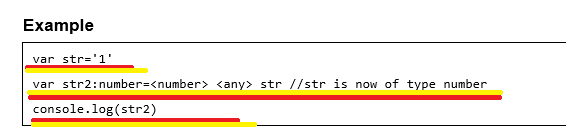 Example
var str='1'
var str2:number=<number> <any> str //str is now of type number
console.log(str2)